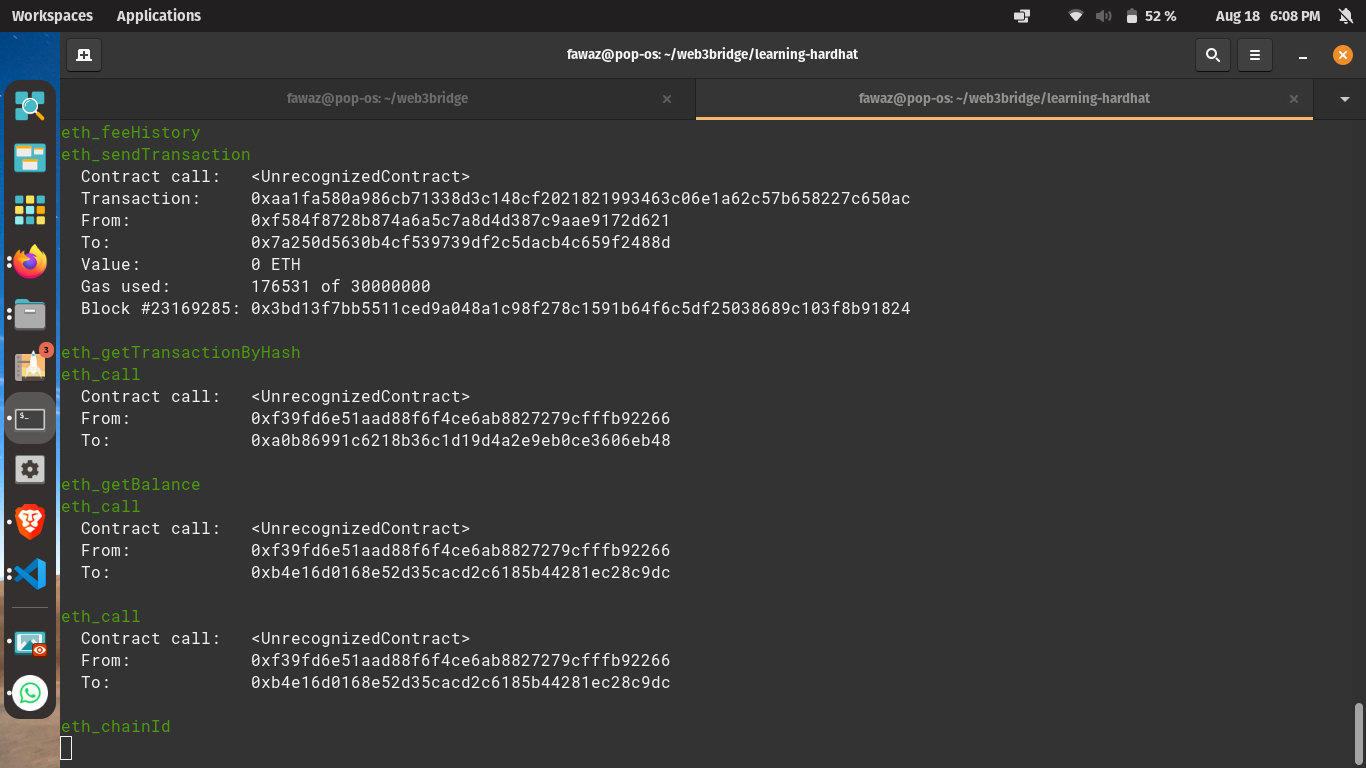 Workspaces Applications 52 % Aug 18 6:08 PM
fawaz@pop-os: ~/web3bridge/learning-hardhat
fawaz@pop-os: ~/web3bridge × fawaz@pop-os: ~/web3bridge/learning-hardhat ×
eth_feeHistory
eth_sendTransaction
Contract call: <UnrecognizedContract>
Transaction: 0xaa1fa580a986cb71338d3c148cf2021821993463c06e1a62c57b658227c650ac
From: 0xf584f8728b874a6a5c7a8d4d387c9aae9172d621
To: 0x7a250d5630b4cf539739df2c5dacb4c659f2488d
Value: 0 ETH
Gas used: 176531 of 30000000
Block #23169285: 0x3bd13f7bb5511ced9a048a1c98f278c1591b64f6c5df25038689c103f8b91824
eth_getTransactionByHash
eth_call
Contract call: <UnrecognizedContract>
From: 0xf39fd6e51aad88f6f4ce6ab8827279cfffb92266
To: 0xa0b86991c6218b36c1d19d4a2e9eb0ce3606eb48
eth_getBalance
eth_call
Contract call: <UnrecognizedContract>
From: 0xf39fd6e51aad88f6f4ce6ab8827279cfffb92266
To: 0xb4e16d0168e52d35cacd2c6185b44281ec28c9dc
eth_call
Contract call: <UnrecognizedContract>
From: 0xf39fd6e51aad88f6f4ce6ab8827279cfffb92266
To: 0xb4e16d0168e52d35cacd2c6185b44281ec28c9dc
eth_chainId
3
$_